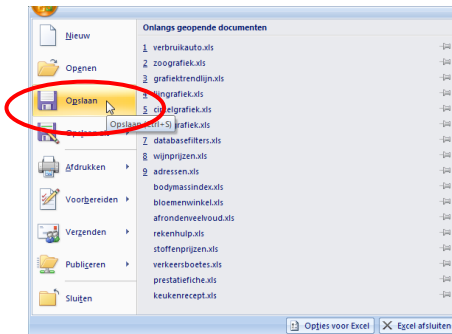 Nieuw
Openen
Opslaan
Opslaan (Ctrl+S)
Afdrukken
Voorbereiden
Verzenden
Publiceren
Sluiten
Onlangs geopende documenten
1 verbruikauto.xls
2 zoografiek.xls
3 grafiektrendlijn.xls
4 lijngrafiek.xls
5 cirkelgrafiek.xls
7 databasefilters.xls
8 wijnprijzen.xls
9 adressen.xls
bodymassindex.xls
bloemenwinkel.xls
afrondenveelvoud.xls
rekenhulp.xls
stoffenprijzen.xls
verkeersboetes.xls
prestatiefiche.xls
keukenrecept.xls
Opties voor Excel
Excel afsluiten